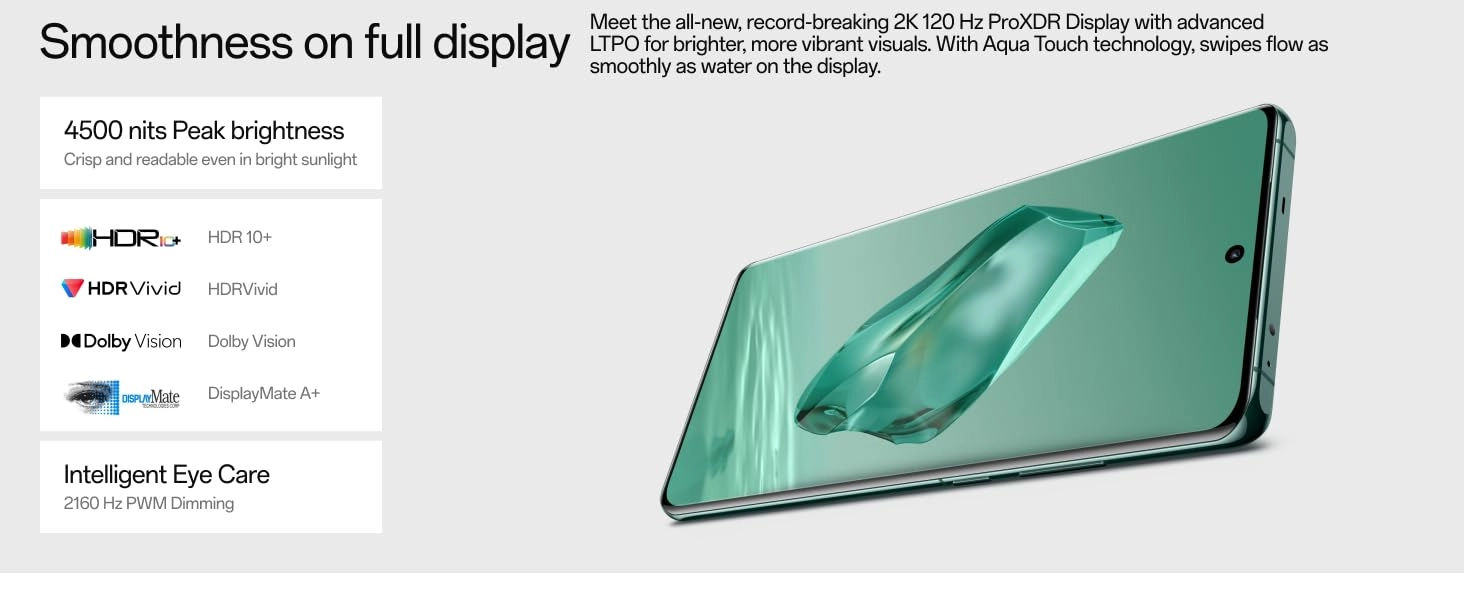 Smoothness on full display
Meet the all-new, record-breaking 2K 120 Hz ProXDR Display with advanced
LTPO for brighter, more vibrant visuals. With Aqua Touch technology, swipes flow as
smoothly as water on the display.
4500 nits Peak brightness
Crisp and readable even in bright sunlight
HDR10+ HDR 10+
HDR Vivid HDRVivid
Dolby Vision Dolby Vision
DISPLAYMate DisplayMate A+
TECHNOLOGIES CORP
Intelligent Eye Care
2160 Hz PWM Dimming